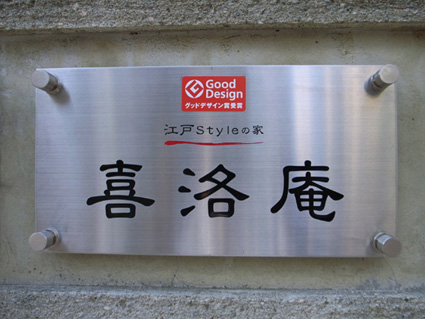 Good
Design
グッドデザイン賞受賞
江戸Styleの家
喜洛庵